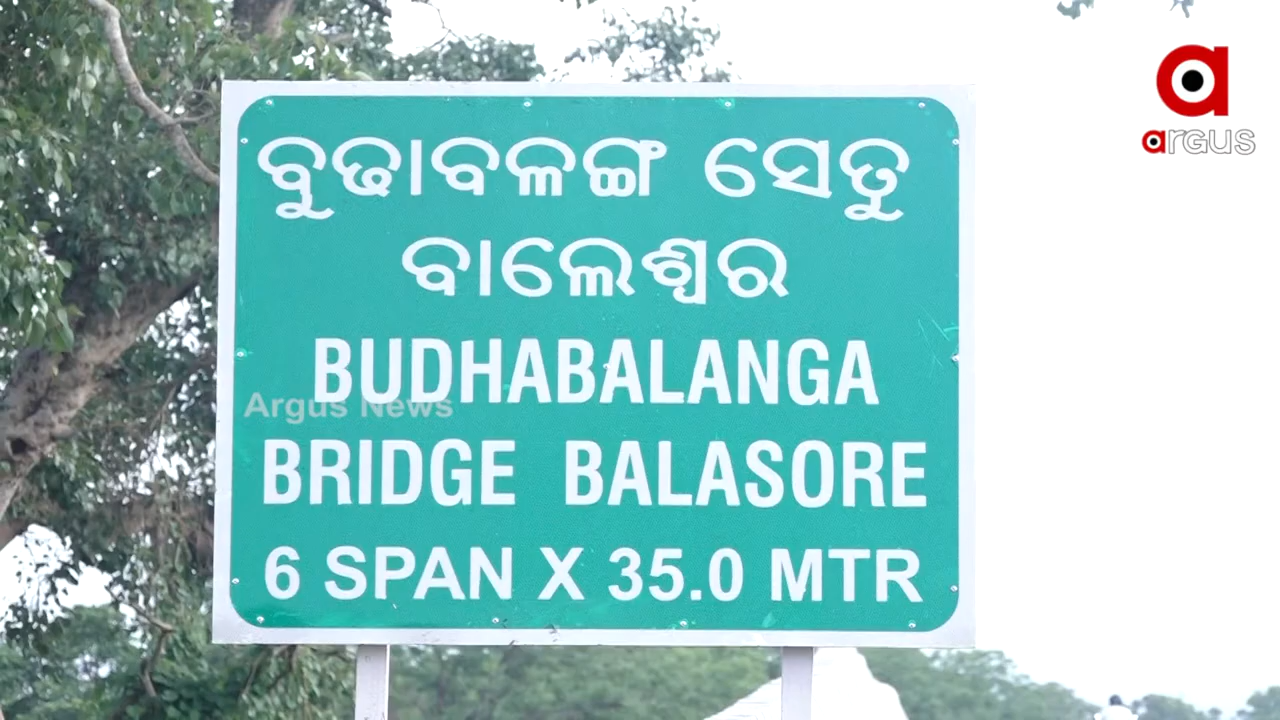 ବୁଢାବଳଙ୍ଗ ସେତୁ
ବାଲେଶ୍ୱର
BUDHABALANGA
BRIDGE BALASORE
6 SPAN X 35.0 MTR
Argus News
argus